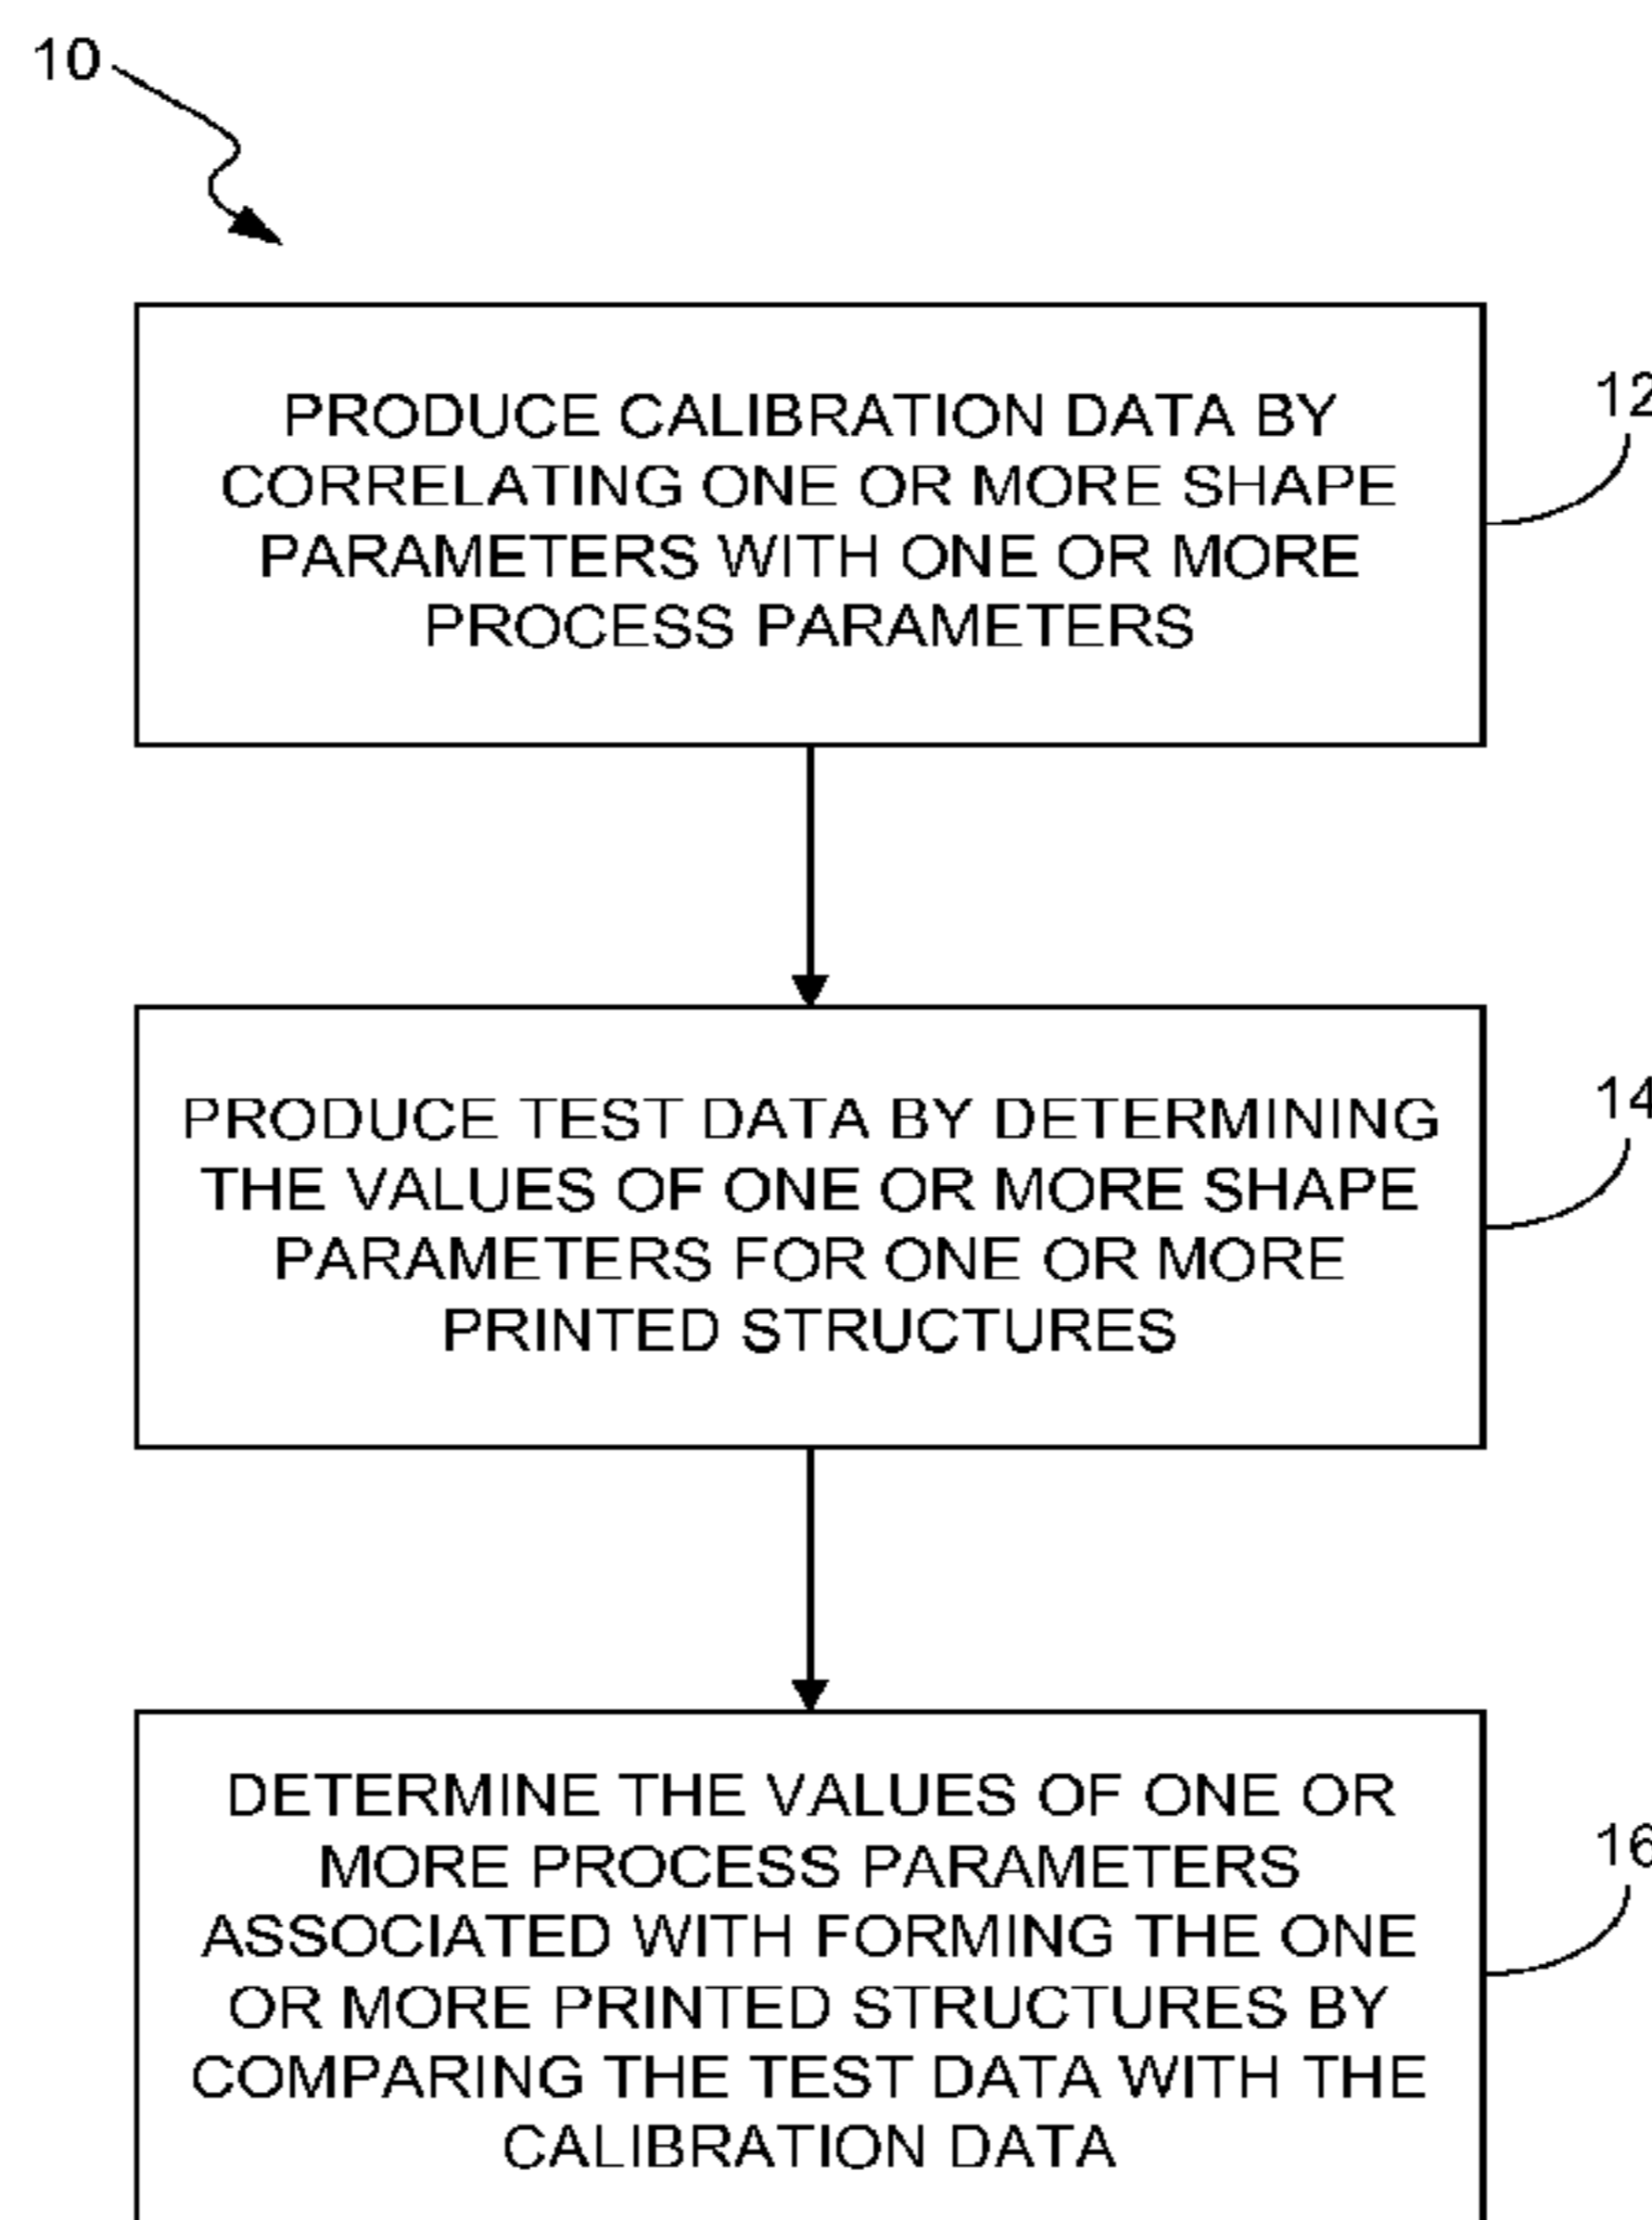 10
PRODUCE CALIBRATION DATA BY
CORRELATING ONE OR MORE SHAPE
PARAMETERS WITH ONE OR MORE
PROCESS PARAMETERS
12
PRODUCE TEST DATA BY DETERMINING
THE VALUES OF ONE OR MORE SHAPE
PARAMETERS FOR ONE OR MORE
PRINTED STRUCTURES
14
DETERMINE THE VALUES OF ONE OR
MORE PROCESS PARAMETERS
ASSOCIATED WITH FORMING THE ONE
OR MORE PRINTED STRUCTURES BY
COMPARING THE TEST DATA WITH THE
CALIBRATION DATA
16